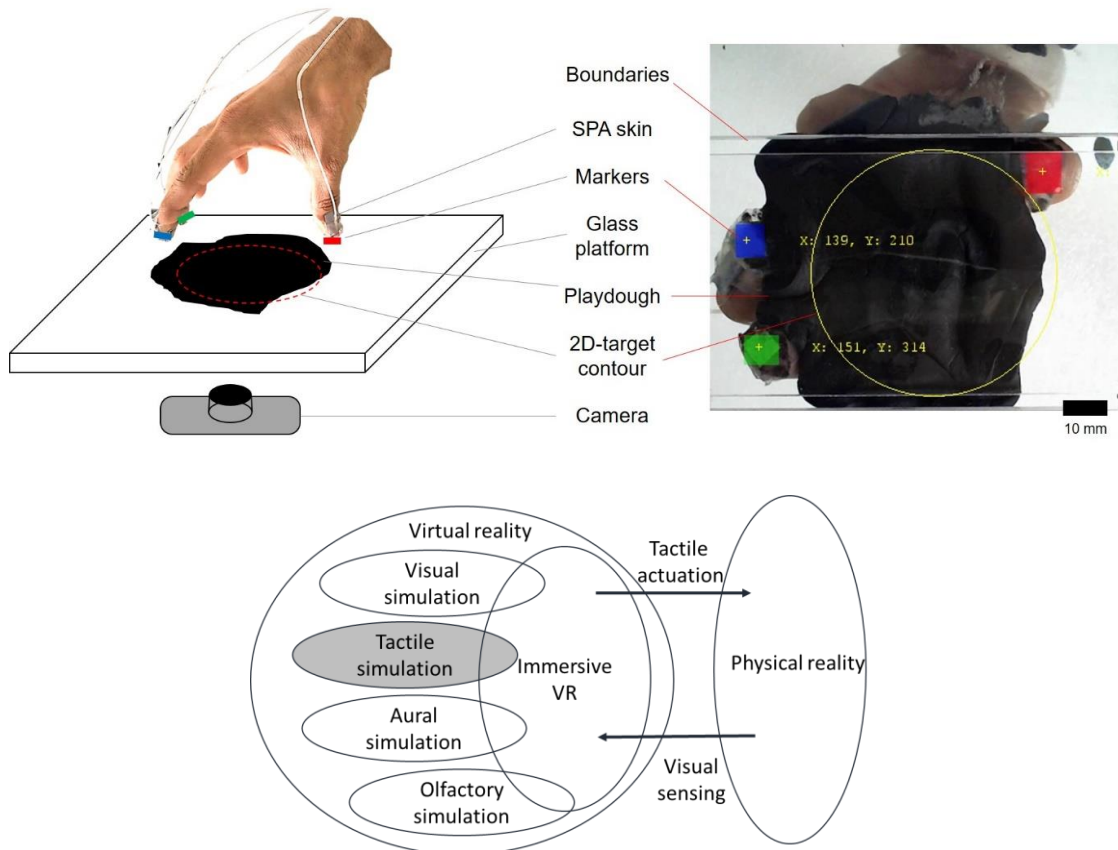 Boundaries
SPA skin
Markers
Glass
platform
Playdough
2D-target
contour
Camera
X: 139, Y: 210
X: 151, Y: 314
10 mm
Virtual reality
Visual
simulation
Tactile
simulation
Immersive
VR
Aural
simulation
Olfactory
simulation
Tactile
actuation
Physical reality
Visual
sensing